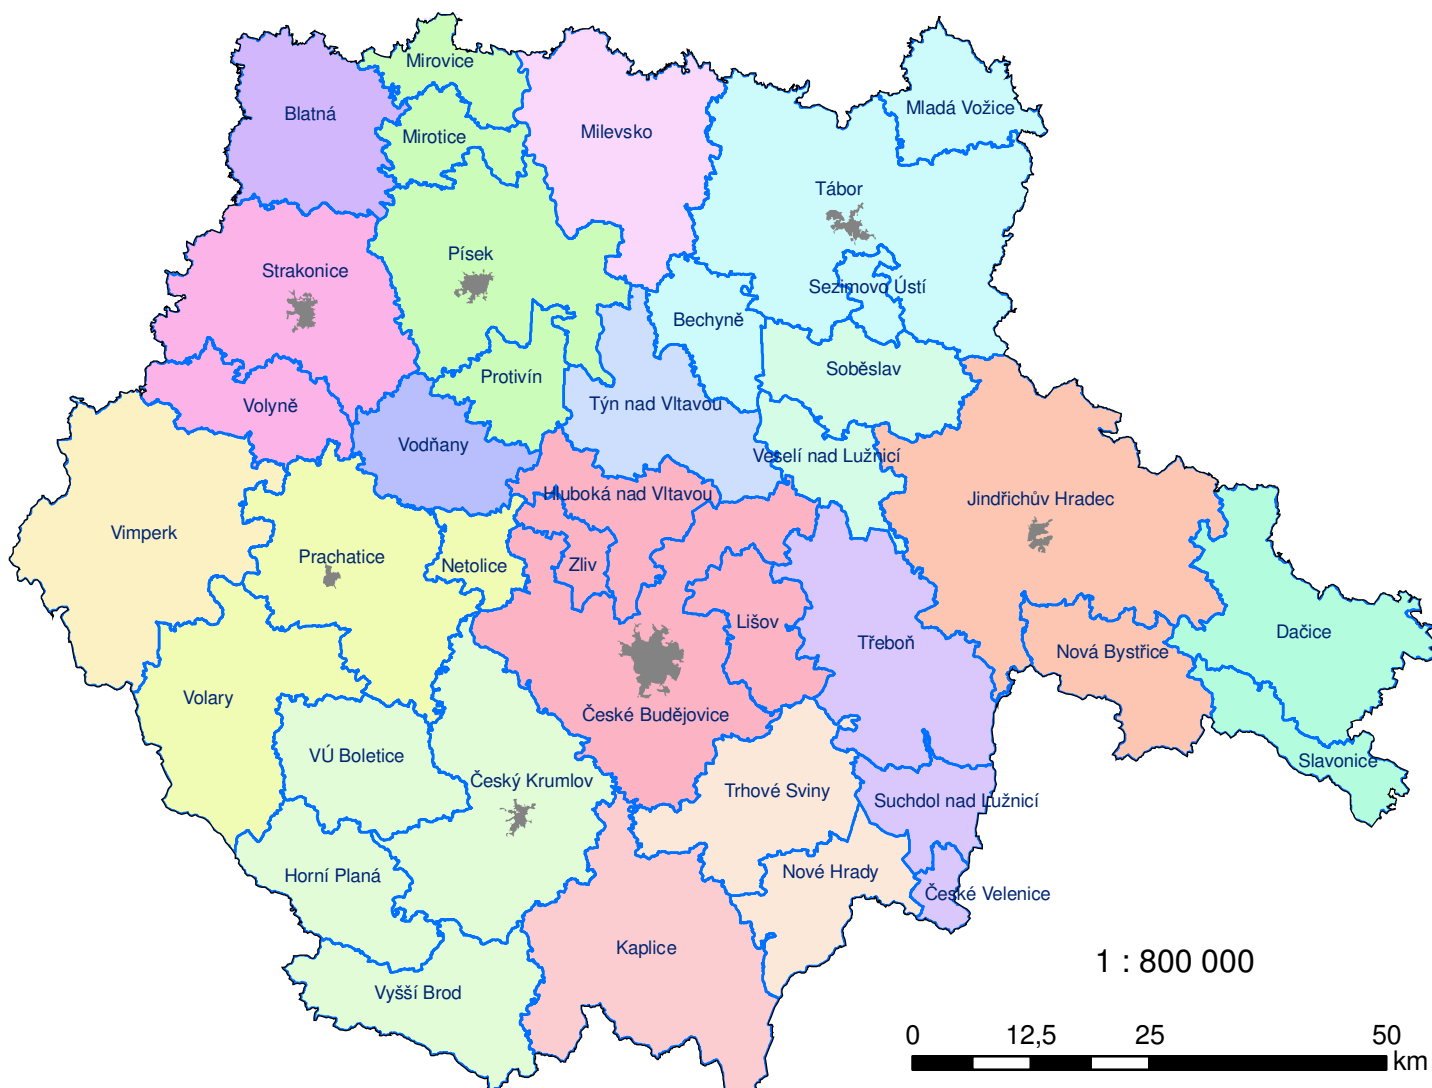 Mirovice
Blatná
Mladá Vožice
Milevsko
Mirotice
Tábor
Písek
Strakonice
Sezimovo Ústí
Bechyně
Soběslav
Protivín
Týn nad Vltavou
Volyně
Vodňany
Veselí nad Lužnicí
Hluboká nad Vltavou
Jindřichův Hradec
Vimperk
Prachatice
Netolice
Zliv
Lišov
Dačice
Třeboň
Nová Bystřice
Volary
České Budějovice
VÚ Boletice
Slavonice
Český Krumlov
Trhové Sviny
Suchdol nad Lužnicí
Horní Planá
Nové Hrady
České Velenice
Kaplice
1 : 800 000
Vyšší Brod
0 12,5 25 50
km